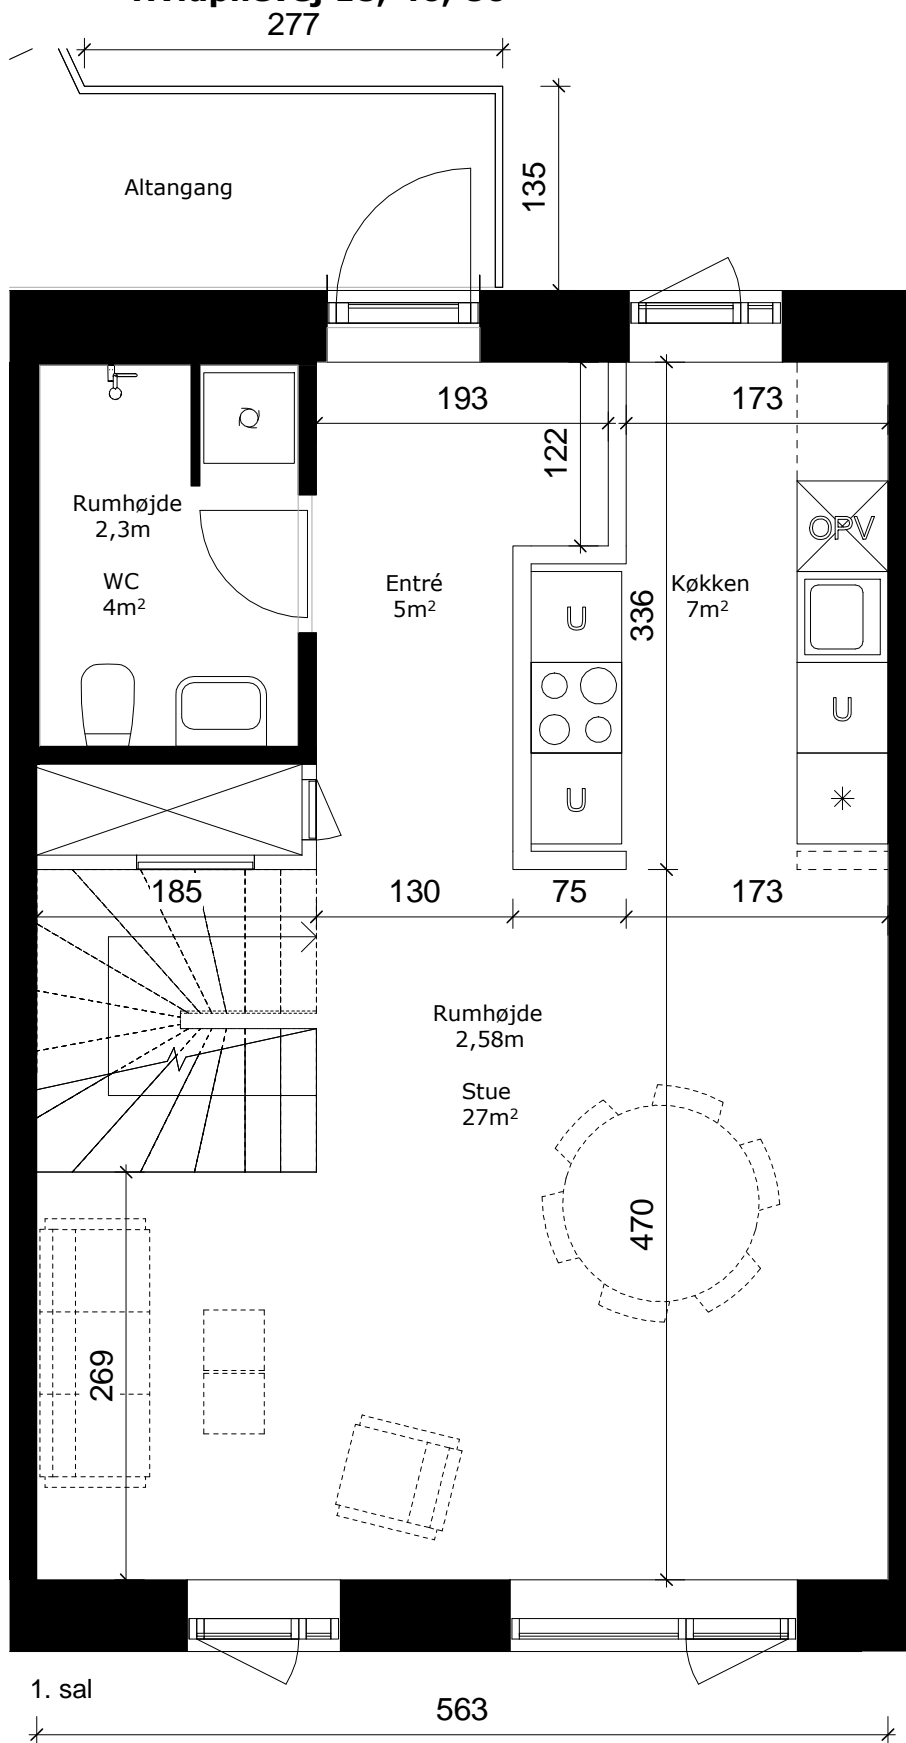 277
135
Altangang
193
173
122
Rumhøjde
2,3m
WC
4m²
Entré
5m²
336
Køkken
7m²
OPV
U
U
U
185
130
75
173
Rumhøjde
2,58m
Stue
27m²
470
269
1. sal
563